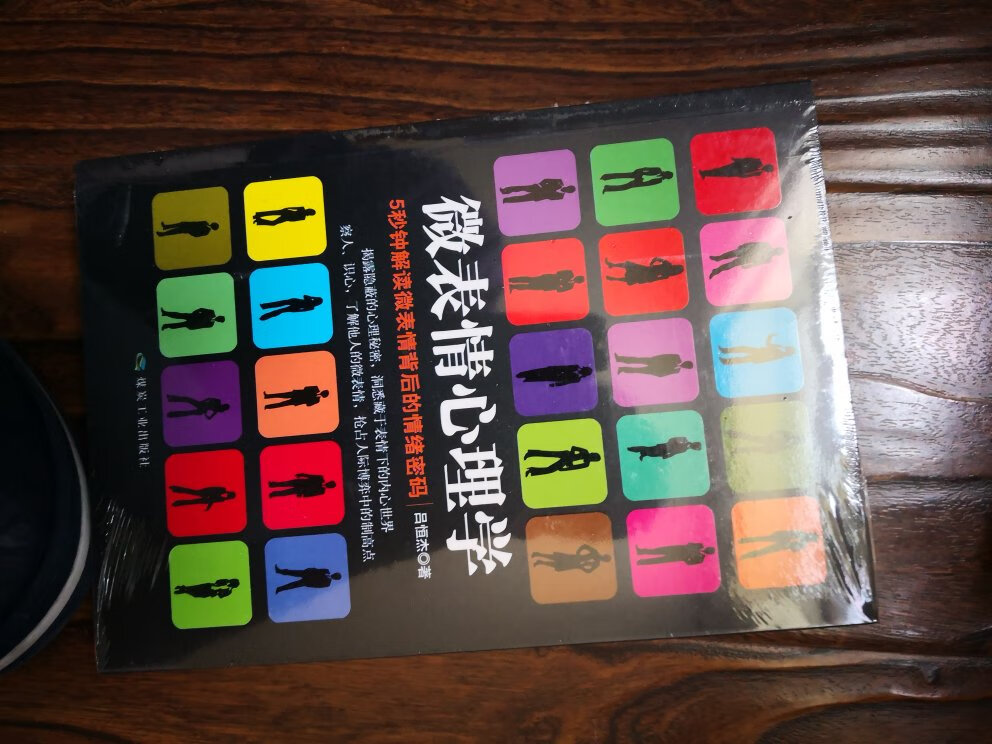 微表情心理学
5秒钟解读微表情背后的情绪密码 | 吕恒杰◎著
揭露隐蔽的心理秘密，洞悉藏于表情下的内心世界
察人、识心，了解他人的微表情，抢占人际博弈中的制高点
煤炭工业出版社